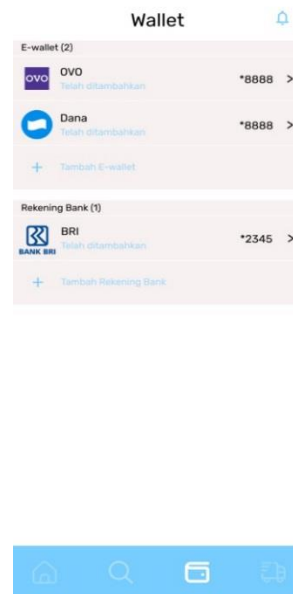 Wallet
E-wallet (2)
OVO
OVO
*8888
Telah ditambahkan
Dana
*8888
Telah ditambahkan
Tambah E-wallet
Rekening Bank (1)
BRI
BANK BRI
*2345
Telah ditambahkan
Tambah Rekening Bank